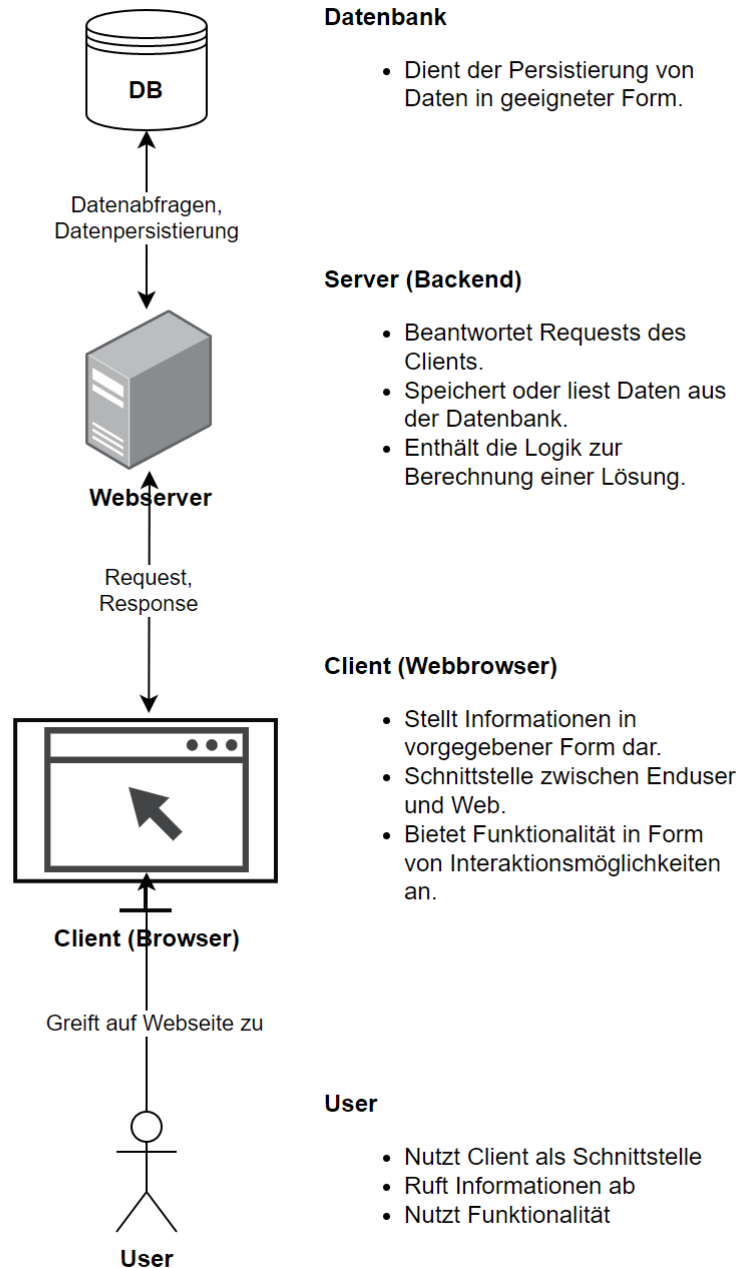 Datenbank
DB
• Dient der Persistierung von
Daten in geeigneter Form.
Datenabfragen,
Datenpersistierung
Server (Backend)
• Beantwortet Requests des
Clients.
• Speichert oder liest Daten aus
der Datenbank.
• Enthält die Logik zur
Berechnung einer Lösung.
Webserver
Request,
Response
Client (Webbrowser)
• Stellt Informationen in
vorgegebener Form dar.
• Schnittstelle zwischen Enduser
und Web.
• Bietet Funktionalität in Form
von Interaktionsmöglichkeiten
an.
Client (Browser)
Greift auf Webseite zu
User
• Nutzt Client als Schnittstelle
• Ruft Informationen ab
• Nutzt Funktionalität
User